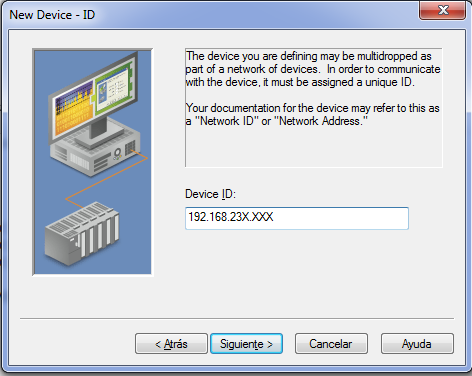 New Device - ID
The device you are defining may be multidropped as
part of a network of devices.  In order to communicate
with the device, it must be assigned a unique ID.
Your documentation for the device may refer to this as
a "Network ID" or "Network Address."
Device ID:
192.168.23X.XXX
< Atrás
Siguiente >
Cancelar
Ayuda